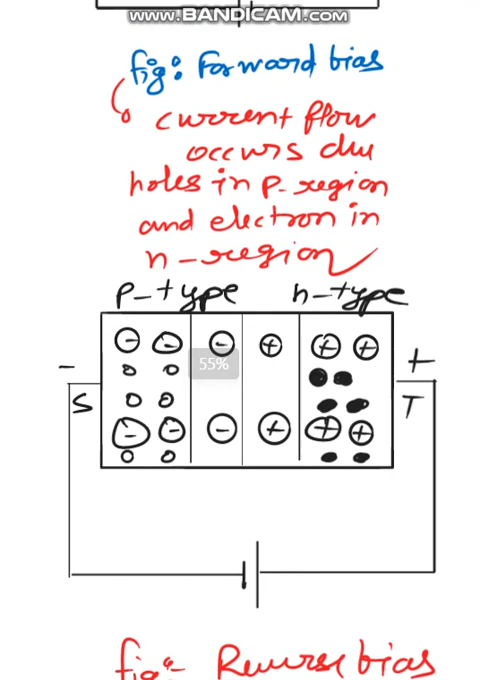 www.BANDICAM.com
fig: Forward bias
current flow
occurs du
holes in p-region
and electron in
n-region
p-type n-type
55%
- +
S T
fig:- Reverse bias